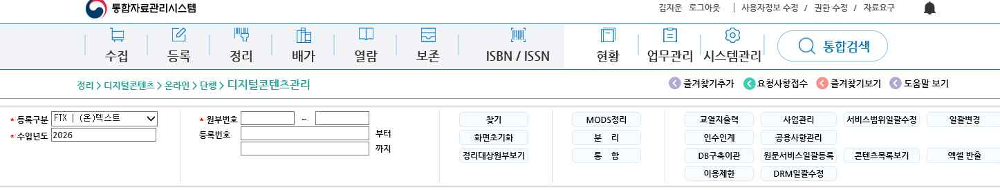 통합자료관리시스템
김지운 로그아웃 | 사용자정보 수정 / 권한 수정 / 자료요구
수집 등록 정리 배가 열람 보존 ISBN / ISSN 현황 업무관리 시스템관리 통합검색
정리 > 디지털콘텐츠 > 온라인 > 단행 > 디지털콘텐츠관리 즐겨찾기추가 요청사항접수 즐겨찾기보기 도움말 보기
* 등록구분 FTX | (온)텍스트 * 원부번호 ~ 찾기 MODS정리 교열지출력 사업관리 서비스범위일괄수정 일괄변경
* 수입년도 2026 등록번호 부터 화면초기화 분 리 인수인계 공용사항관리
까지 정리대상원부보기 통 합 DB구축이관 원문서비스일괄등록 콘텐츠목록보기 엑셀 반출
이용제한 DRM일괄수정